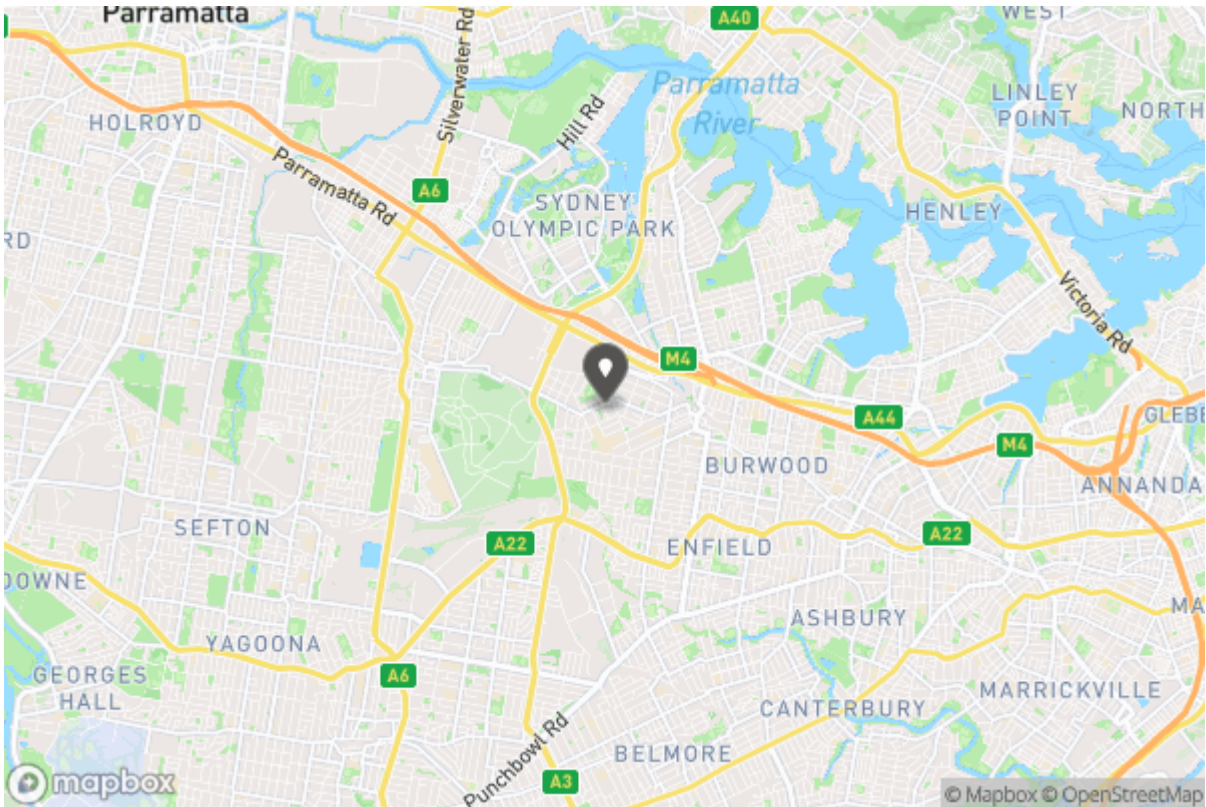 Parramatta
A40
WEST
Silverwater Rd
Parramatta
River
LINLEY
POINT
NORTH
HOLROYD
Hill Rd
Parramatta Rd
A6
SYDNEY
OLYMPIC PARK
HENLEY
RD
Victoria Rd
M4
A44
GLEBE
M4
BURWOOD
ANNANDA
SEFTON
A22
ENFIELD
A22
DOWNE
ASHBURY
MA
YAGOONA
GEORGES
HALL
A6
MARRICKVILLE
CANTERBURY
Punchbowl Rd
BELMORE
A3
mapbox
© Mapbox © OpenStreetMap